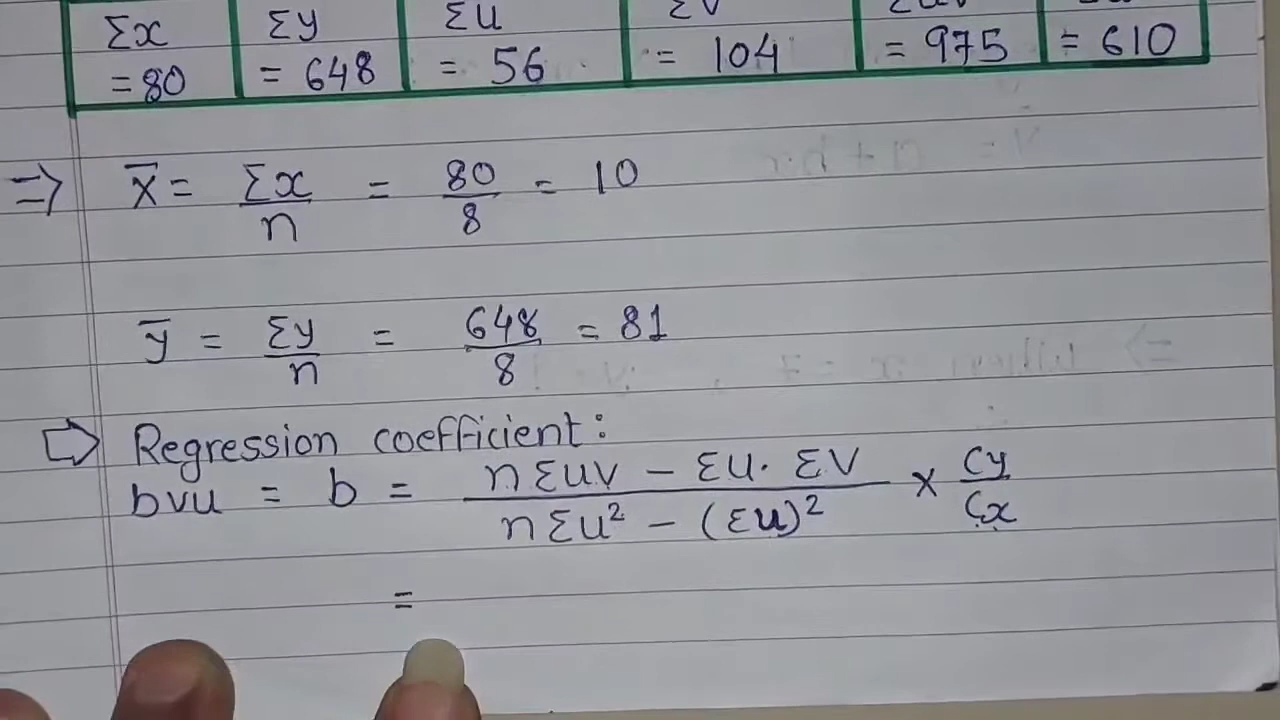 Σx Σy Σu Σv
=80 = 648 = 56 = 104 = 975 = 610
⇒ x̄ = Σx/n = 80/8 = 10
ȳ = Σy/n = 648/8 = 81
⇨ Regression coefficient:
bvu = b = nΣuv - Σu. Σv / nΣu² - (Σu)² × Cy/Cx
=